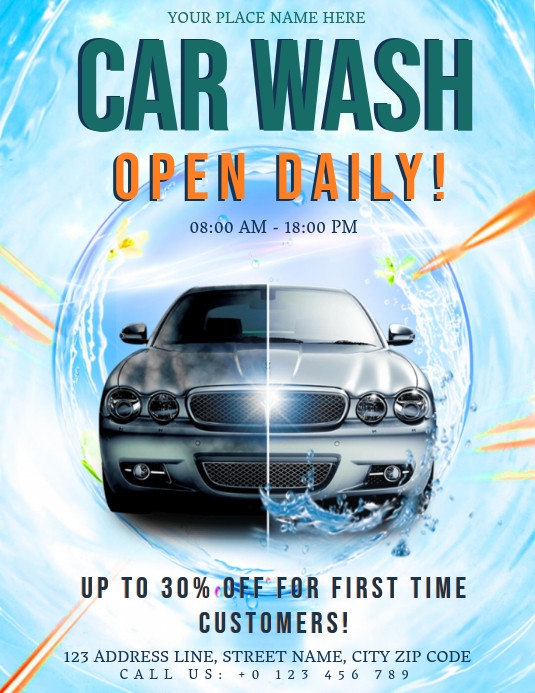 YOUR PLACE NAME HERE
CAR WASH
OPEN DAILY!
08:00 AM - 18:00 PM
UP TO 30% OFF FOR FIRST TIME
CUSTOMERS!
123 ADDRESS LINE, STREET NAME, CITY ZIP CODE
CALL US: +0 123 456 789